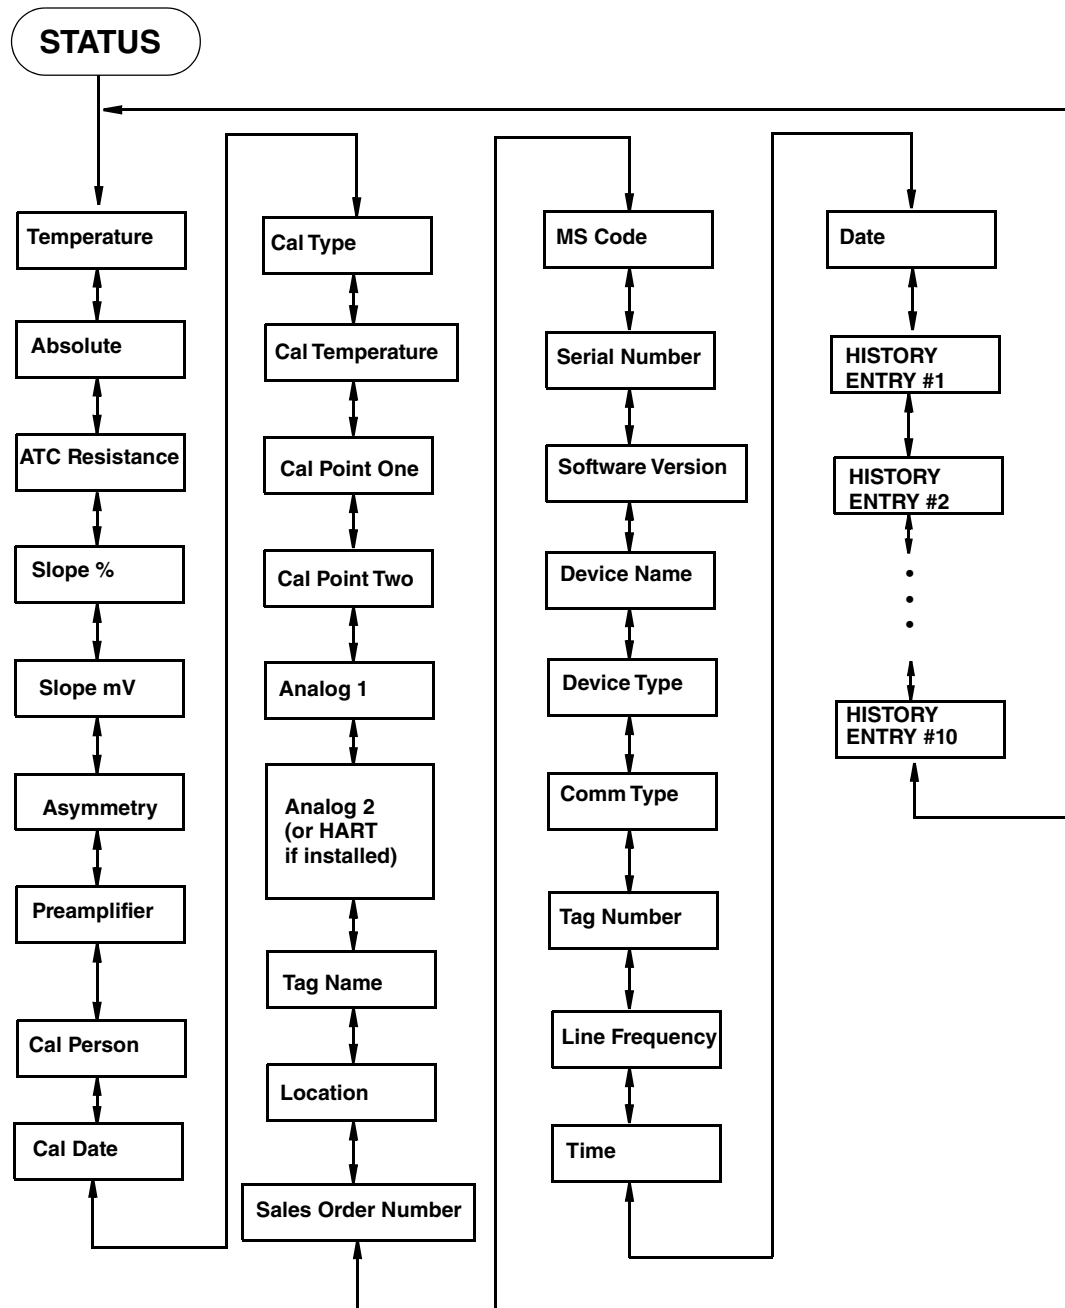 STATUS
Temperature
Absolute
ATC Resistance
Slope %
Slope mV
Asymmetry
Preamplifier
Cal Person
Cal Date
Cal Type
Cal Temperature
Cal Point One
Cal Point Two
Analog 1
Analog 2
(or HART
if installed)
Tag Name
Location
Sales Order Number
MS Code
Serial Number
Software Version
Device Name
Device Type
Comm Type
Tag Number
Line Frequency
Time
Date
HISTORY
ENTRY #1
HISTORY
ENTRY #2
HISTORY
ENTRY #10